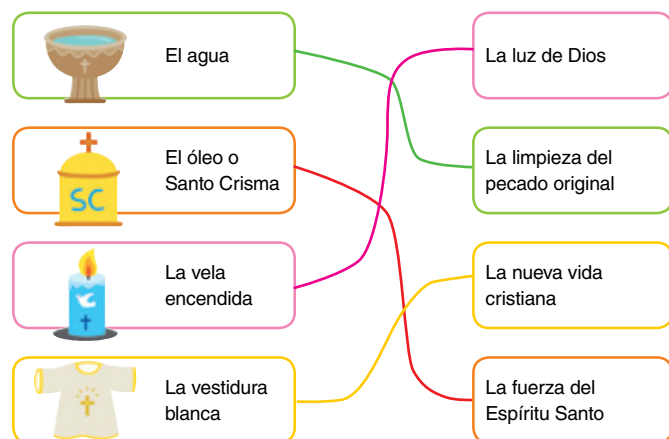 El agua
La luz de Dios
El óleo o
Santo Crisma
SC
La limpieza del
pecado original
La vela
encendida
La nueva vida
cristiana
La vestidura
blanca
La fuerza del
Espíritu Santo